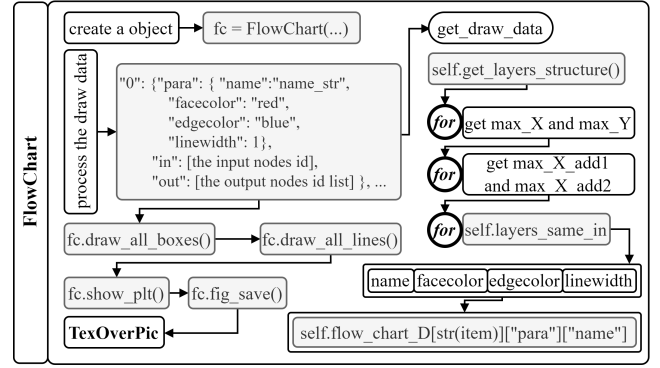 FlowChart
create a object
fc = FlowChart(...)
process the draw data
"0": {"para": { "name":"name_str",
"facecolor": "red",
"edgecolor": "blue",
"linewidth": 1},
"in": [the input nodes id],
"out": [the output nodes id list] }, ...
fc.draw_all_boxes()
fc.draw_all_lines()
fc.show_plt()
fc.fig_save()
TexOverPic
get_draw_data
self.get_layers_structure()
for
get max_X and max_Y
for
get max_X_add1
and max_X_add2
for
self.layers_same_in
name
facecolor
edgecolor
linewidth
self.flow_chart_D[str(item)]["para"]["name"]